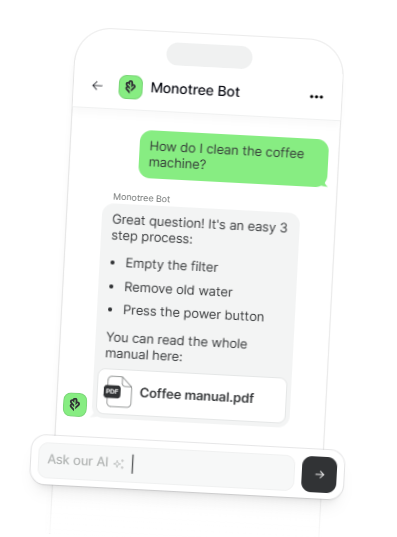 Monotree Bot
How do I clean the coffee
machine?
Monotree Bot
Great question! It's an easy 3
step process:
• Empty the filter
• Remove old water
• Press the power button
You can read the whole
manual here:
PDF
Coffee manual.pdf
Ask our AI